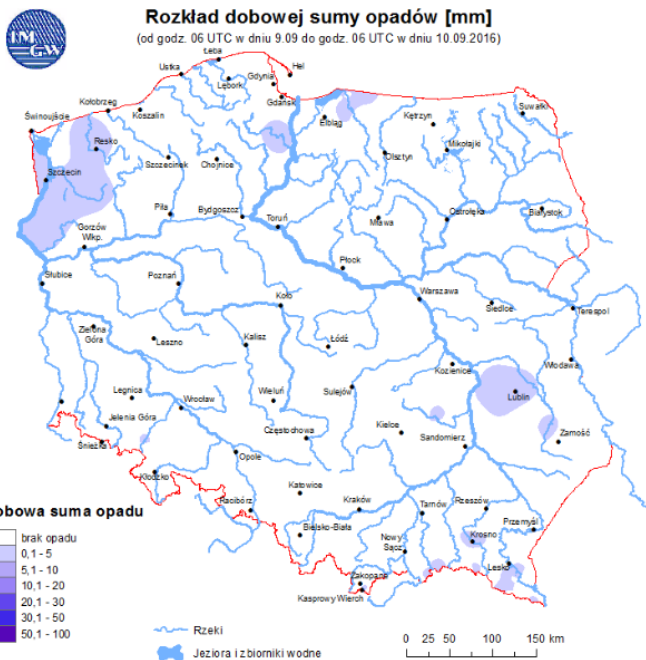 Rozkład dobowej sumy opadów [mm]
(od godz. 06 UTC w dniu 9.09 do godz. 06 UTC w dniu 10.09.2016)
IM
GW
Łeba
Hel
Ustka
Gdynia
Lębork
Gdańsk
Kołobrzeg
Koszalin
Suwałki
Świnoujście
Elbląg
Kętrzyn
Resko
Mikołajki
Szczecinek
Chojnice
Olsztyn
Szczecin
Piła
Bydgoszcz
Toruń
Mława
Ostrołęka
Białystok
Gorzów
Wlkp.
Płock
Słubice
Poznań
Koło
Warszawa
Siedlce
Terespol
Zielona
Góra
Leszno
Kalisz
Łódź
Włodawa
Kozienice
Legnica
Wrocław
Wieluń
Sulejów
Lublin
Jelenia Góra
Częstochowa
Kielce
Sandomierz
Zamość
Śnieżka
Opole
Kłodzko
Katowice
Racibórz
Kraków
Tarnów
Rzeszów
Bielsko-Biała
Przemyśl
Nowy
Sącz
Krosno
Lesko
Zakopane
Kasprowy Wierch
obowa suma opadu
brak opadu
0,1 - 5
5,1 - 10
10,1 - 20
20,1 - 30
30,1 - 50
50,1 - 100
Rzeki
Jeziora i zbiorniki wodne
0 25 50 100 150 km